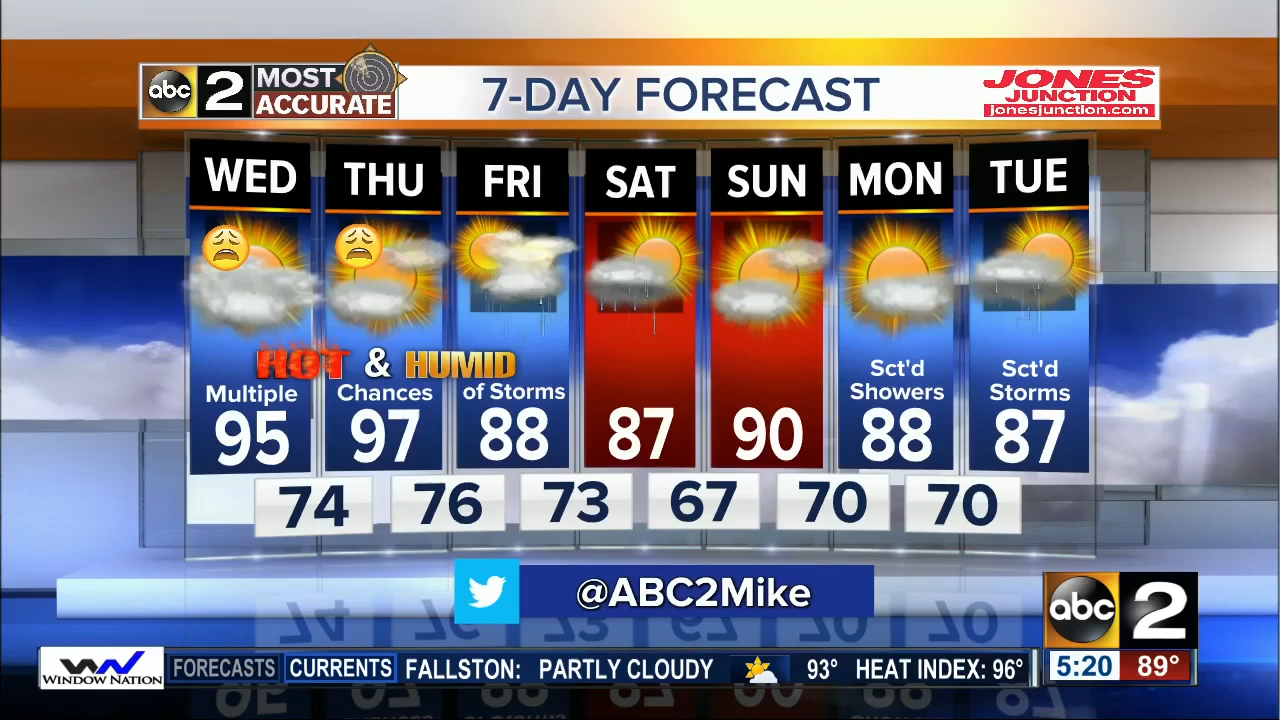 abc 2 MOST ACCURATE
7-DAY FORECAST
JONES
JUNCTION
jonesjunction.com
WED THU FRI SAT SUN MON TUE
HOT & HUMID
Multiple Chances of Storms
Sct'd Showers
Sct'd Storms
95 97 88 87 90 88 87
74 76 73 67 70 70
@ABC2Mike
abc 2
WINDOW NATION
FORECASTS CURRENTS FALLSTON: PARTLY CLOUDY 93° HEAT INDEX: 96°
5:20 89°